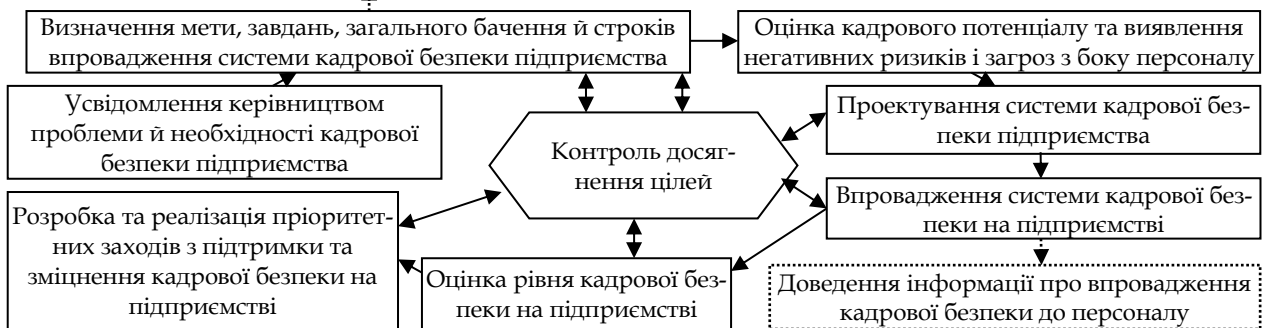 Визначення мети, завдань, загального бачення й строків
впровадження системи кадрової безпеки підприємства
Оцінка кадрового потенціалу та виявлення
негативних ризиків і загроз з боку персоналу
Усвідомлення керівництвом
проблеми й необхідності кадрової
безпеки підприємства
Контроль досяг-
нення цілей
Проектування системи кадрової без-
пеки підприємства
Впровадження системи кадрової без-
пеки на підприємстві
Розробка та реалізація пріоритет-
них заходів з підтримки та
зміцнення кадрової безпеки на
підприємстві
Оцінка рівня кадрової без-
пеки на підприємстві
Доведення інформації про впровадження
кадрової безпеки до персоналу